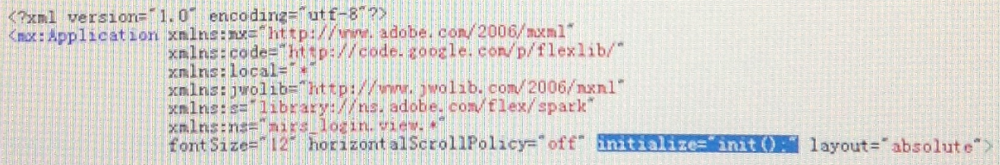 <?xml version="1.0" encoding="utf-8"?>
<mx:Application xmlns:mx="http://www.adobe.com/2006/mxml"
xmlns:code="http://code.google.com/p/flexlib/"
xmlns:local="*"
xmlns:jwolib="http://www.jwolib.com/2006/mxml"
xmlns:s="library://ns.adobe.com/flex/spark"
xmlns:ns="mirs_login.view.*"
fontSize="12" horizontalScrollPolicy="off" initialize="init();" layout="absolute">